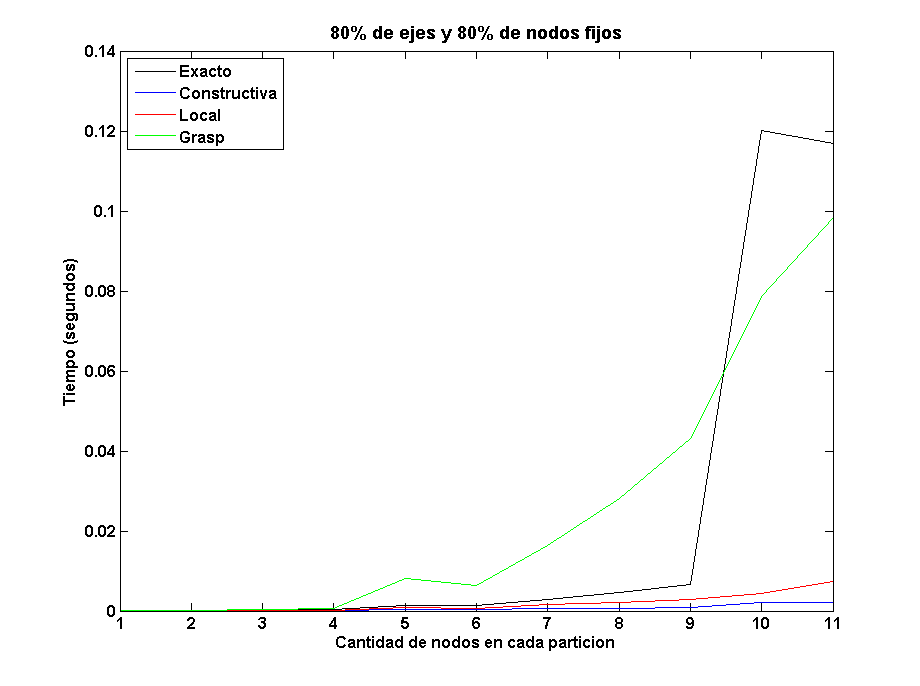 80% de ejes y 80% de nodos fijos
Exacto
Constructiva
Local
Grasp
0.14
0.12
0.1
0.08
0.06
0.04
0.02
0
Tiempo (segundos)
1 2 3 4 5 6 7 8 9 10 11
Cantidad de nodos en cada particion